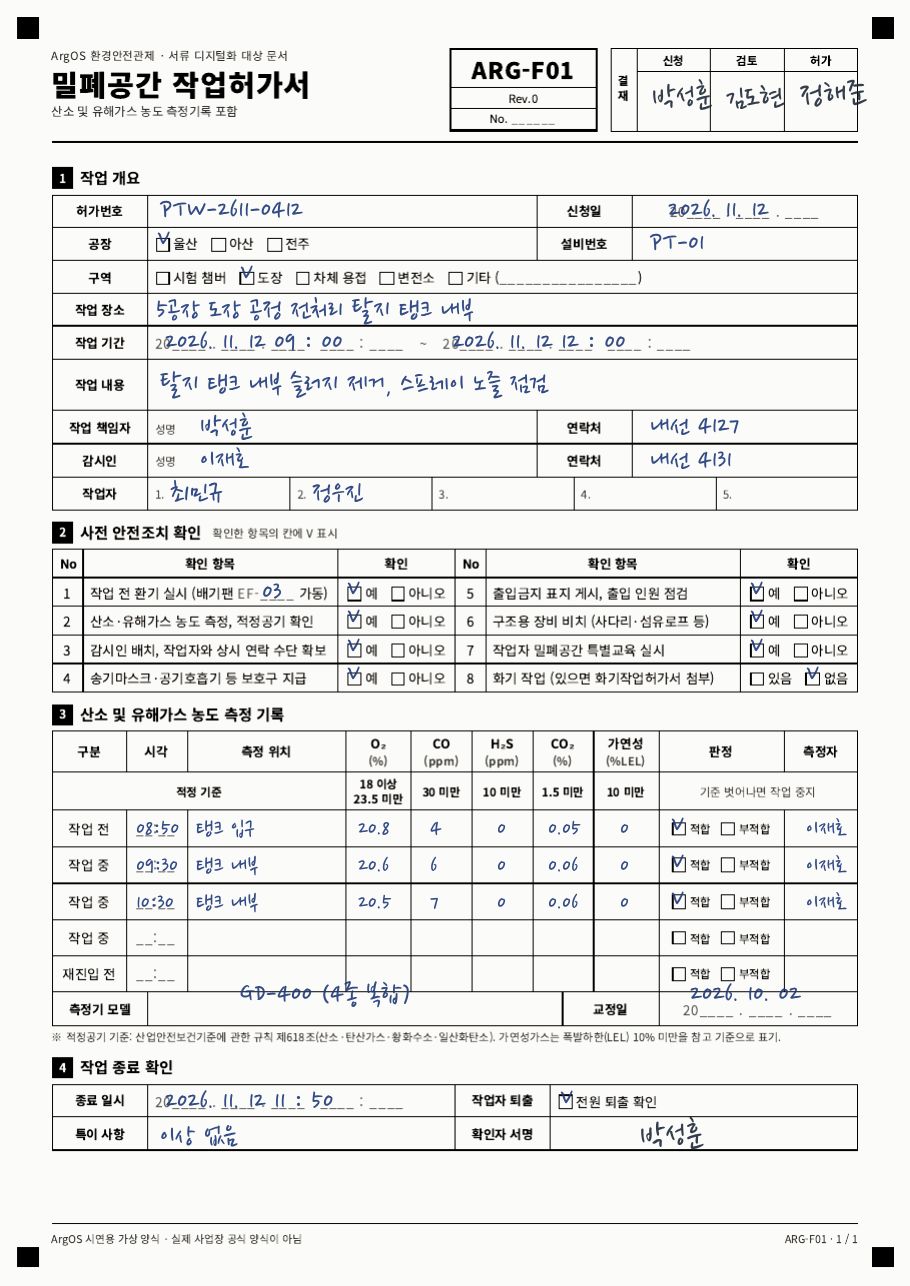 ArgOS 환경안전관제 · 서류 디지털화 대상 문서
밀폐공간 작업허가서
산소 및 유해가스 농도 측정기록 포함
ARG-F01
Rev.0
No. ______
결재 신청 검토 허가
박성훈 김도현 정해준
1 작업 개요
허가번호 PTW-2611-0412 신청일 2026. 11. 12
공장 ☑울산 ☐아산 ☐전주 설비번호 PT-01
구역 ☐시험 챔버 ☑도장 ☐차체 용접 ☐변전소 ☐기타 (________________)
작업 장소 5공장 도장 공정 전처리 탈지 탱크 내부
작업 기간 2026. 11. 12 09 : 00 ~ 2026. 11. 12 12 : 00
작업 내용 탈지 탱크 내부 슬러지 제거, 스프레이 노즐 점검
작업 책임자 성명 박성훈 연락처 내선 4127
감시인 성명 이재호 연락처 내선 4131
작업자 1. 최민규 2. 정우진 3. 4. 5.
2 사전 안전조치 확인 확인한 항목의 칸에 V 표시
No 확인 항목 확인 No 확인 항목 확인
1 작업 전 환기 실시 (배기팬 EF-03 가동) ☑예 ☐아니오 5 출입금지 표지 게시, 출입 인원 점검 ☑예 ☐아니오
2 산소·유해가스 농도 측정, 적정공기 확인 ☑예 ☐아니오 6 구조용 장비 비치 (사다리·섬유로프 등) ☑예 ☐아니오
3 감시인 배치, 작업자와 상시 연락 수단 확보 ☑예 ☐아니오 7 작업자 밀폐공간 특별교육 실시 ☑예 ☐아니오
4 송기마스크·공기호흡기 등 보호구 지급 ☑예 ☐아니오 8 화기 작업 (있으면 화기작업허가서 첨부) ☐있음 ☑없음
3 산소 및 유해가스 농도 측정 기록
구분 시각 측정 위치 O₂ (%) CO (ppm) H₂S (ppm) CO₂ (%) 가연성 (%LEL) 판정 측정자
적정 기준 18 이상 23.5 미만 30 미만 10 미만 1.5 미만 10 미만 기준 벗어나면 작업 중지
작업 전 08:50 탱크 입구 20.8 4 0 0.05 0 ☑적합 ☐부적합 이재호
작업 중 09:30 탱크 내부 20.6 6 0 0.06 0 ☑적합 ☐부적합 이재호
작업 중 10:30 탱크 내부 20.5 7 0 0.06 0 ☑적합 ☐부적합 이재호
작업 중 __:__ ☐적합 ☐부적합
재진입 전 __:__ ☐적합 ☐부적합
측정기 모델 GD-400 (4종 복합) 교정일 2026. 10. 02
※ 적정공기 기준: 산업안전보건기준에 관한 규칙 제618조(산소·탄산가스·황화수소·일산화탄소). 가연성가스는 폭발하한(LEL) 10% 미만을 참고 기준으로 표기.
4 작업 종료 확인
종료 일시 2026. 11. 12 11 : 50 작업자 퇴출 ☑전원 퇴출 확인
특이 사항 이상 없음 확인자 서명 박성훈
ArgOS 시연용 가상 양식 · 실제 사업장 공식 양식이 아님
ARG-F01 · 1 / 1